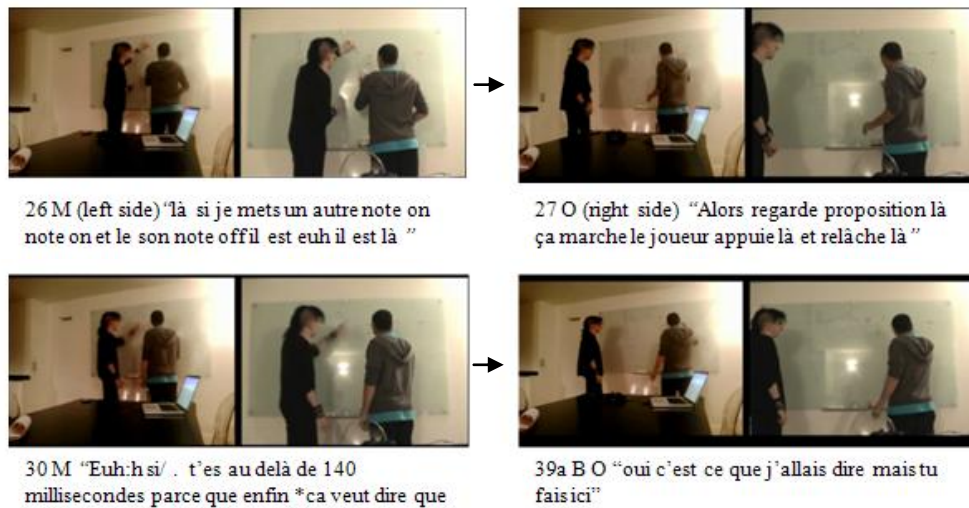 26 M (left side) “là si je mets un autre note on
note on et le son note off il est euh il est là ”
27 O (right side) “Alors regarde proposition là
ça marche le joueur appuie là et relâche là ”
30 M “Euh:h si/ . t’es au delà de 140
millisecondes parce que enfin *ca veut dire que
39a B O “oui c’est ce que j’allais dire mais tu
fais ici”